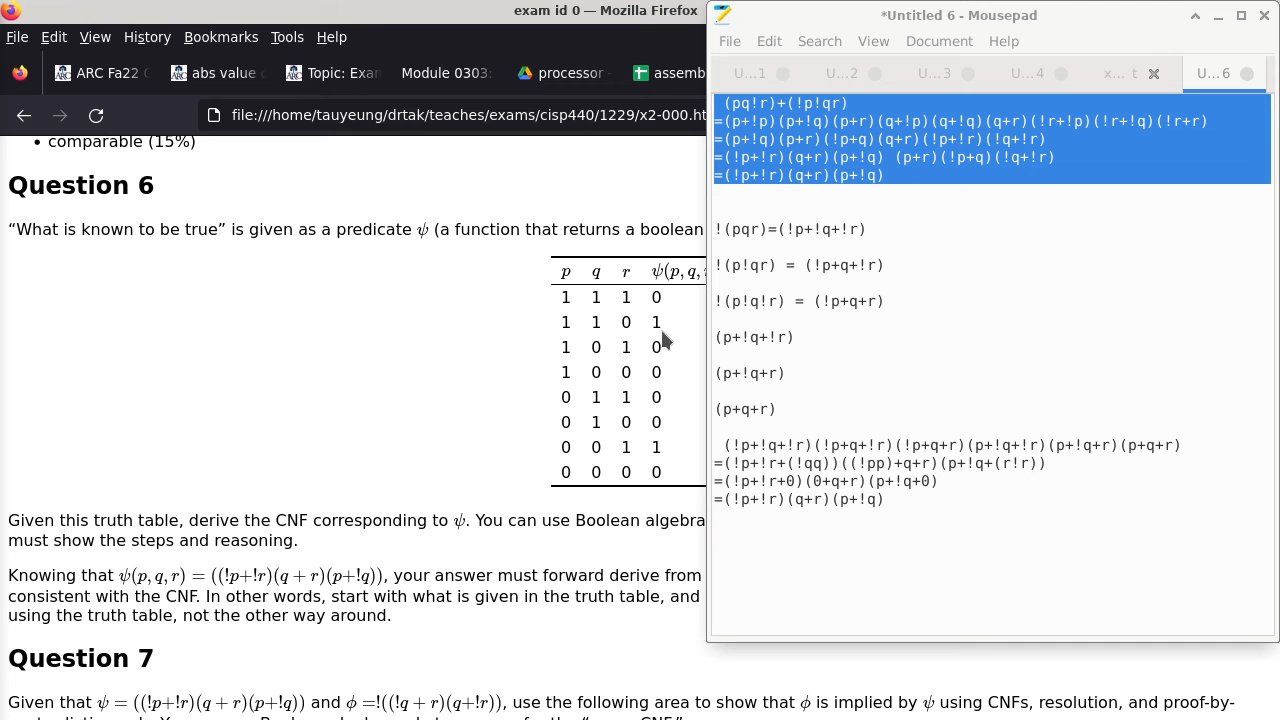 exam id 0 — Mozilla Firefox
File Edit View History Bookmarks Tools Help
ARC Fa22
abs value
Topic: Exar
Module 0303:
processor
assemb
file:///home/tauyeung/drtak/teaches/exams/cisp440/1229/x2-000.ht
• comparable (15%)
Question 6
“What is known to be true” is given as a predicate ψ (a function that returns a boolean
p q r ψ(p, q, r
1 1 1 0
1 1 0 1
1 0 1 0
1 0 0 0
0 1 1 0
0 1 0 0
0 0 1 1
0 0 0 0
Given this truth table, derive the CNF corresponding to ψ. You can use Boolean algebra
must show the steps and reasoning.
Knowing that ψ(p, q, r) = ((!p+!r)(q + r)(p+!q)), your answer must forward derive from
consistent with the CNF. In other words, start with what is given in the truth table, and
using the truth table, not the other way around.
Question 7
Given that ψ = ((!p+!r)(q + r)(p+!q)) and ϕ =!((!q + r)(q+!r)), use the following area to show that ϕ is implied by ψ using CNFs, resolution, and proof-by-
*Untitled 6 - Mousepad
File Edit Search View Document Help
U...1 U...2 U...3 U...4 x... t U...6
(pq!r)+(!p!qr)
=(p+!p)(p+!q)(p+r)(q+!p)(q+!q)(q+r)(!r+!p)(!r+!q)(!r+r)
=(p+!q)(p+r)(!p+q)(q+r)(!p+!r)(!q+!r)
=(!p+!r)(q+r)(p+!q) (p+r)(!p+q)(!q+!r)
=(!p+!r)(q+r)(p+!q)
!(pqr)=(!p+!q+!r)
!(p!qr) = (!p+q+!r)
!(p!q!r) = (!p+q+r)
(p+!q+!r)
(p+!q+r)
(p+q+r)
(!p+!q+!r)(!p+q+!r)(!p+q+r)(p+!q+!r)(p+!q+r)(p+q+r)
=(!p+!r+(!qq))((!pp)+q+r)(p+!q+(r!r))
=(!p+!r+0)(0+q+r)(p+!q+0)
=(!p+!r)(q+r)(p+!q)